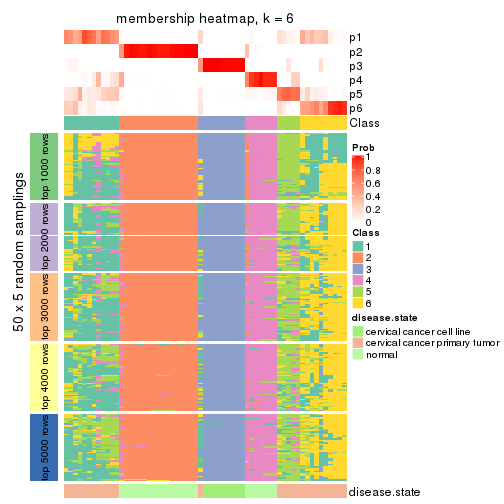 membership heatmap, k = 6
p1
p2
p3
p4
p5
p6
Class
50 x 5 random samplings
top 1000 rows
top 2000 rows
top 3000 rows
top 4000 rows
top 5000 rows
Prob
1
0.8
0.6
0.4
0.2
0
Class
1
2
3
4
5
6
disease.state
cervical cancer cell line
cervical cancer primary tumor
normal
disease.state